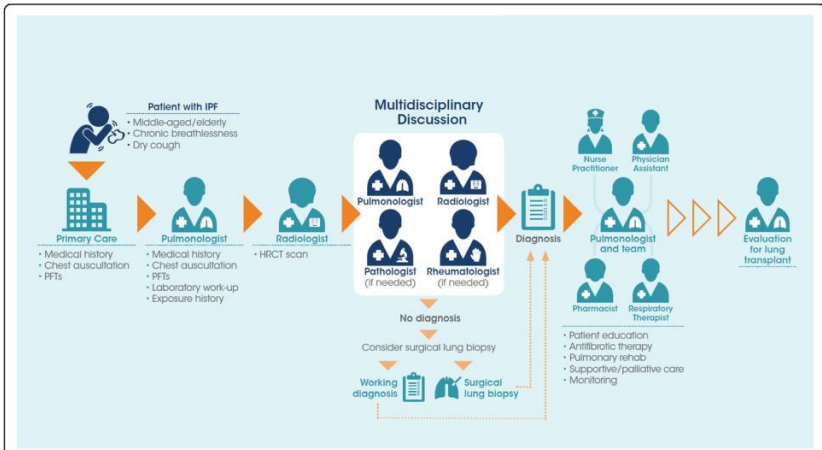 Patient with IPF
• Middle-aged/elderly
• Chronic breathlessness
• Dry cough
Primary Care
• Medical history
• Chest auscultation
• PFTs
Pulmonologist
• Medical history
• Chest auscultation
• PFTs
• Laboratory work-up
• Exposure history
Radiologist
• HRCT scan
Multidisciplinary
Discussion
Pulmonologist
Radiologist
Pathologist
(if needed)
Rheumatologist
(if needed)
No diagnosis
Consider surgical lung biopsy
Working
diagnosis
Surgical
lung biopsy
Diagnosis
Nurse
Practitioner
Physician
Assistant
Pulmonologist
and team
Pharmacist
Respiratory
Therapist
• Patient education
• Antifibrotic therapy
• Pulmonary rehab
• Supportive/palliative care
• Monitoring
Evaluation
for lung
transplant